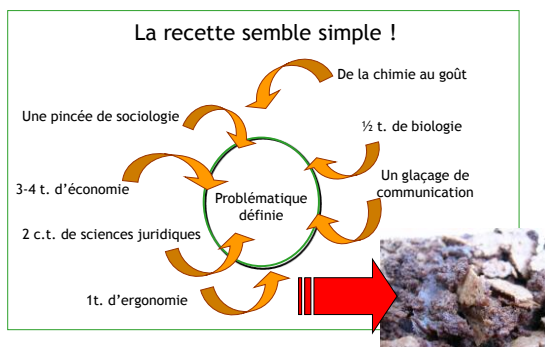 La recette semble simple !
De la chimie au goût
Une pincée de sociologie
½ t. de biologie
3-4 t. d’économie
Un glaçage de
communication
Problématique
définie
2 c.t. de sciences juridiques
1t. d’ergonomie